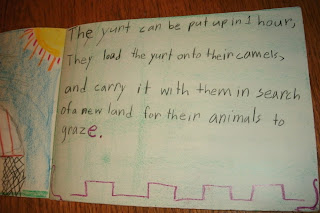 The yurt can be put up in 1 hour,
They load the yurt onto their camels,
and carry it with them in search
of a new land for their animals to
graze.